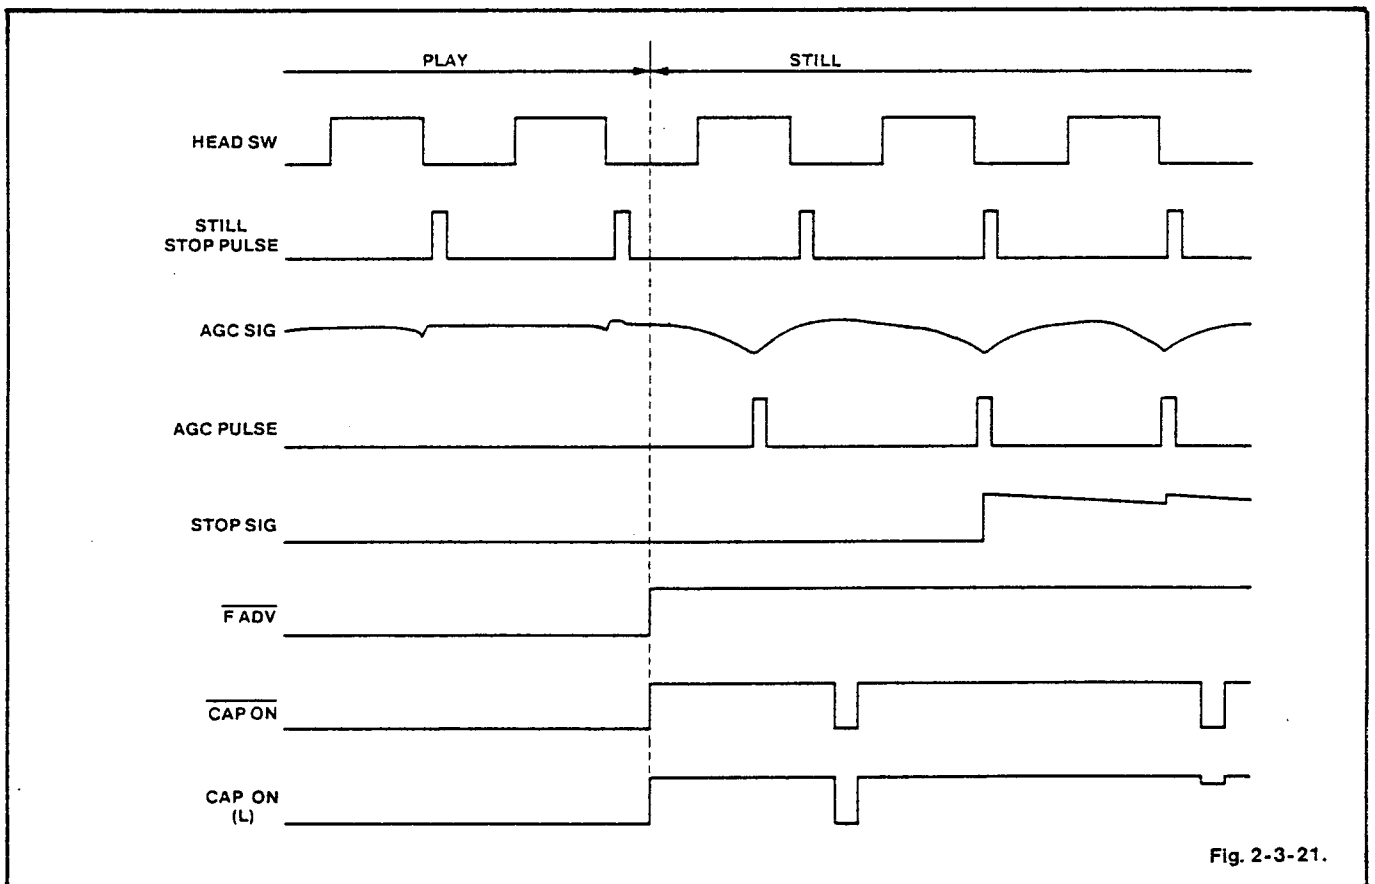 PLAY STILL
HEAD SW
STILL
STOP PULSE
AGC SIG
AGC PULSE
STOP SIG
F ADV
CAP ON
CAP ON
(L)
Fig. 2-3-21.